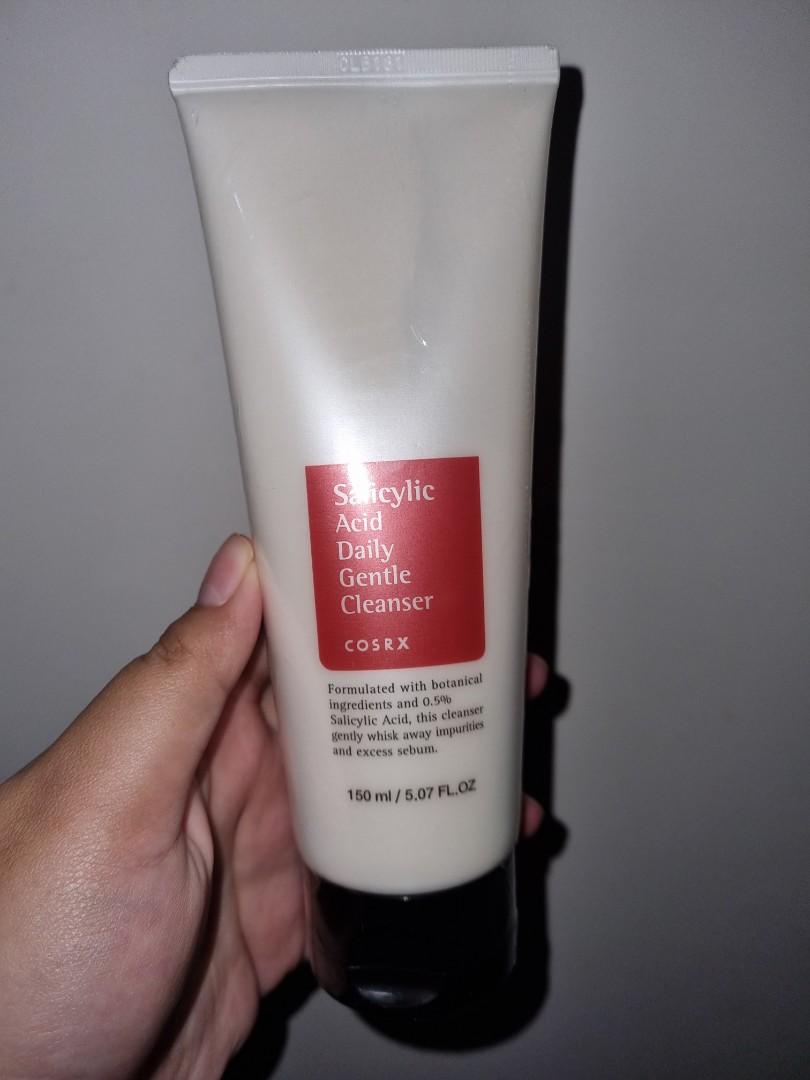 Salicylic
Acid
Daily
Gentle
Cleanser
COSRX
Formulated with botanical
ingredients and 0.5%
Salicylic Acid, this cleanser
gently whisk away impurities
and excess sebum.
150 ml / 5.07 FL.OZ